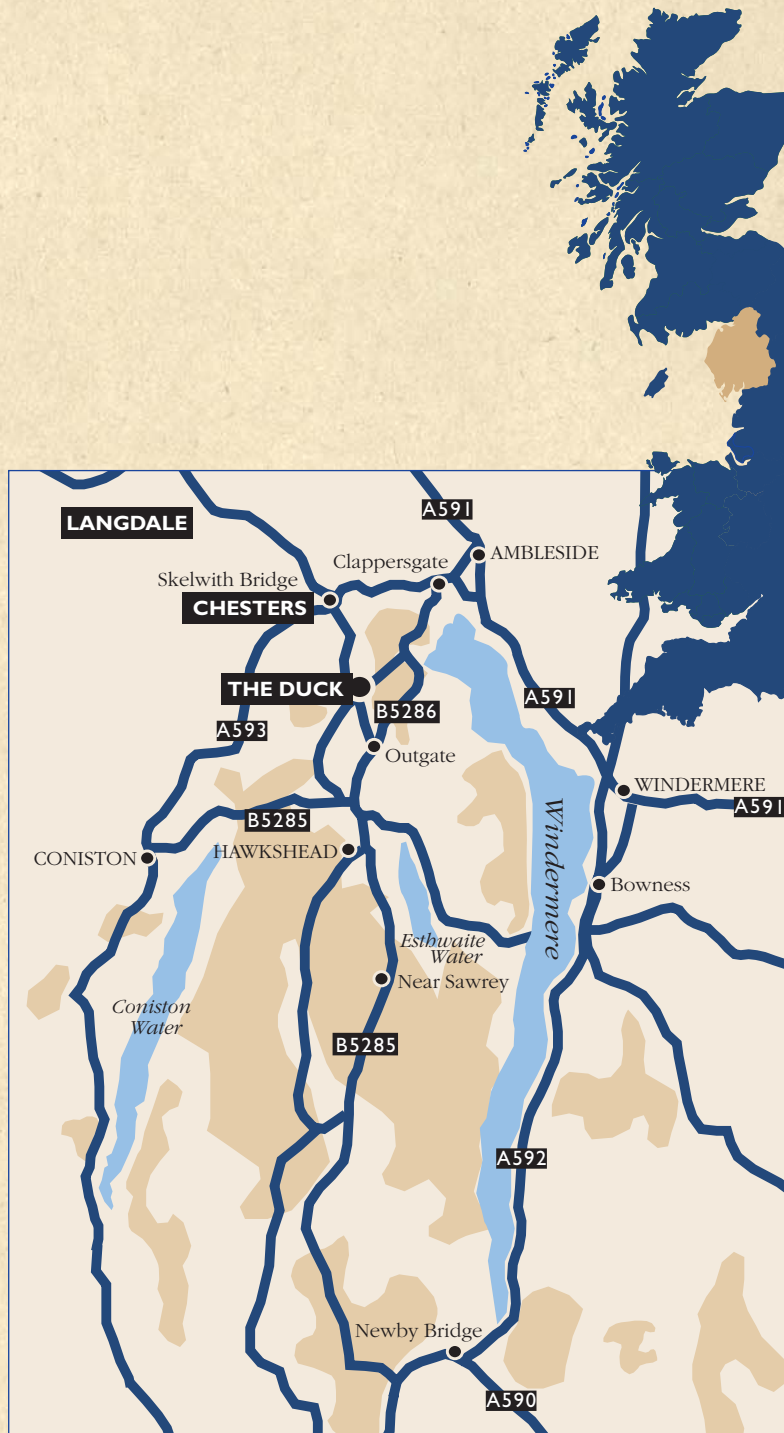 A591
LANGDALE
AMBLESIDE
Clappersgate
Skelwith Bridge
CHESTERS
THE DUCK
A591
B5286
A593
Outgate
WINDERMERE
A591
B5285
Windermere
HAWKSHEAD
CONISTON
Bowness
Esthwaite
Water
Near Sawrey
Coniston
Water
B5285
A592
Newby Bridge
A590